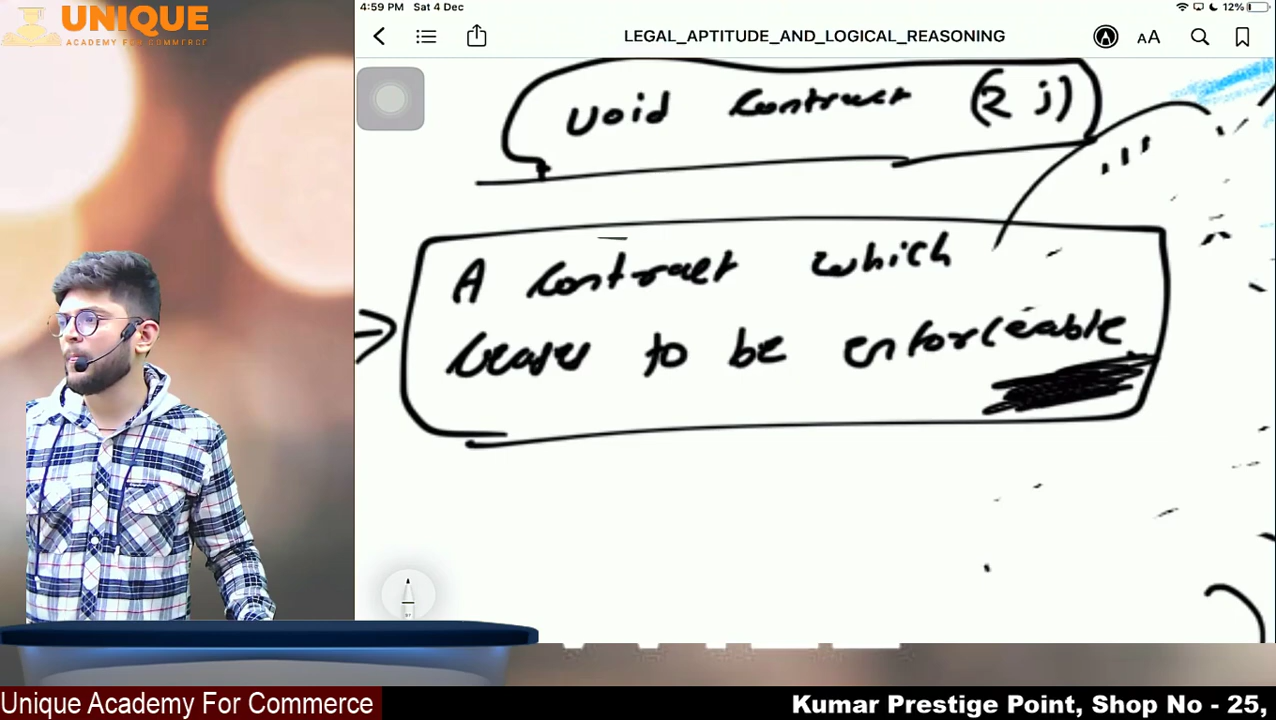 UNIQUE
ACADEMY FOR COMMERCE
4:59 PM Sat 4 Dec
12%
LEGAL_APTITUDE_AND_LOGICAL_REASONING
AA
void contract (2 j)
A contract which
ceases to be enforceable
Unique Academy For Commerce
Kumar Prestige Point, Shop No - 25,